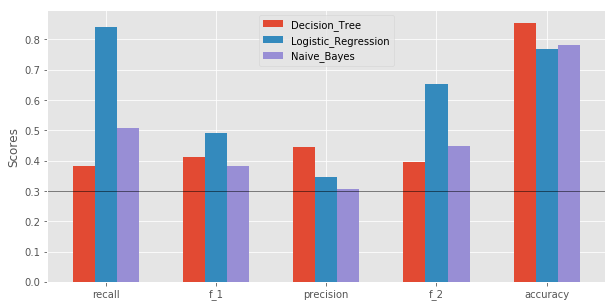 Decision_Tree
Logistic_Regression
Naive_Bayes
Scores
0.8
0.7
0.6
0.5
0.4
0.3
0.2
0.1
0.0
recall f_1 precision f_2 accuracy